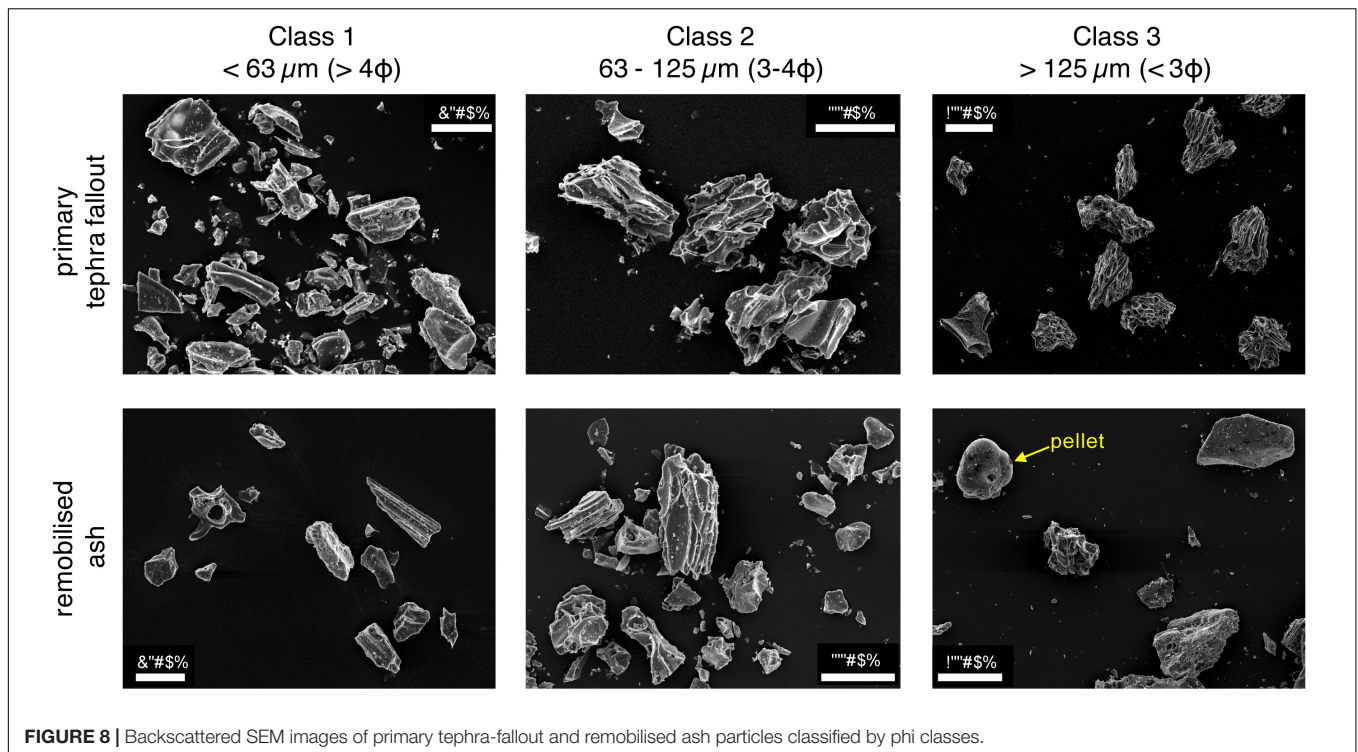 Class 1
< 63 µm (> 4ϕ)
Class 2
63 - 125 µm (3-4ϕ)
Class 3
> 125 µm (< 3ϕ)
primary
tephra fallout
&"#$%
"""#$%
!""#$%
remobilised
ash
&"#$%
"""#$%
pellet
!""#$%
FIGURE 8 | Backscattered SEM images of primary tephra-fallout and remobilised ash particles classified by phi classes.